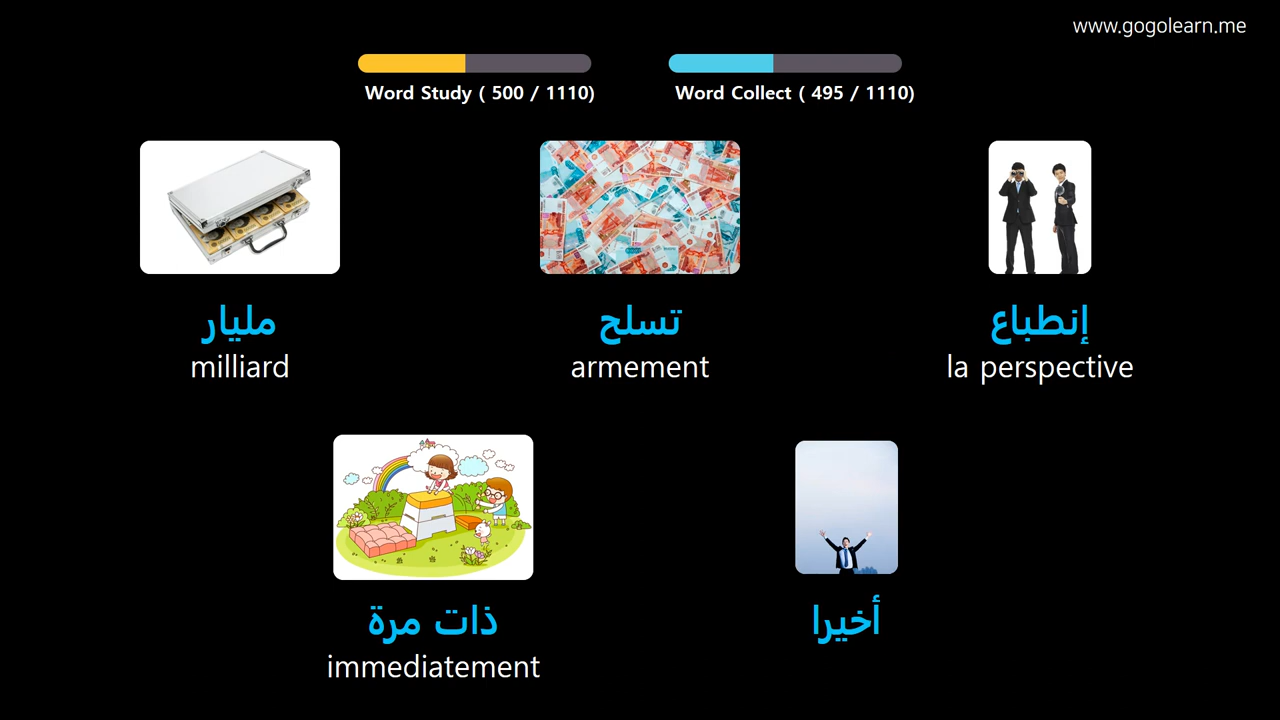 www.gogolearn.me
Word Study ( 500 / 1110)
Word Collect ( 495 / 1110)
مليار
milliard
تسلح
armement
إنطباع
la perspective
ذات مرة
immediatement
أخيرا